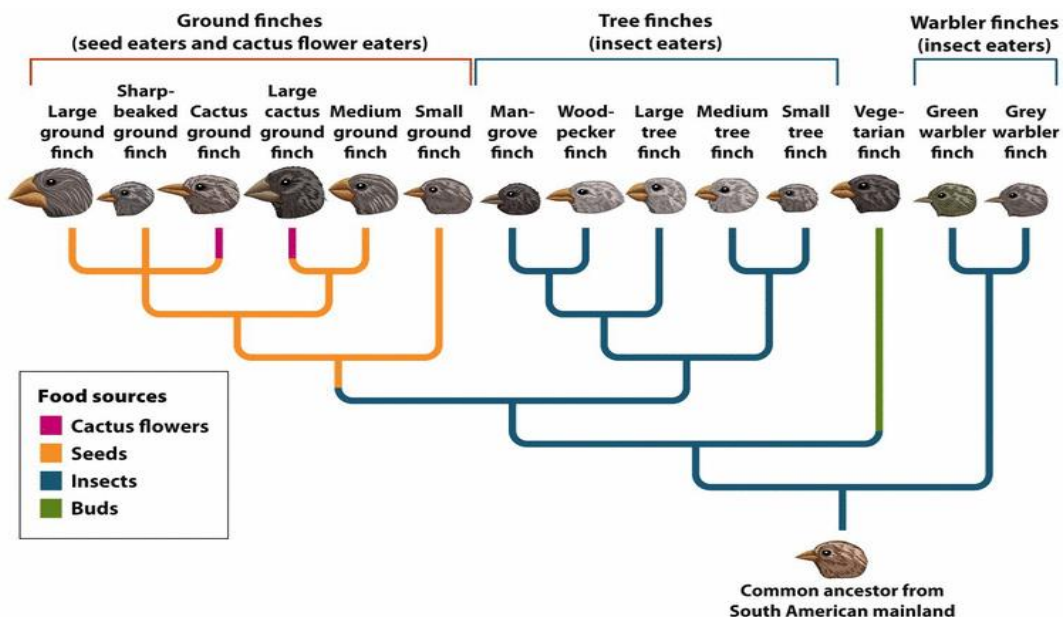 Ground finches
(seed eaters and cactus flower eaters)
Tree finches
(insect eaters)
Warbler finches
(insect eaters)
Large
ground
finch
Sharp-
beaked
ground
finch
Cactus
ground
finch
Large
cactus
ground
finch
Medium
ground
finch
Small
ground
finch
Man-
grove
finch
Wood-
pecker
finch
Large
tree
finch
Medium
tree
finch
Small
tree
finch
Vege-
tarian
finch
Green
warbler
finch
Grey
warbler
finch
Food sources
Cactus flowers
Seeds
Insects
Buds
Common ancestor from
South American mainland